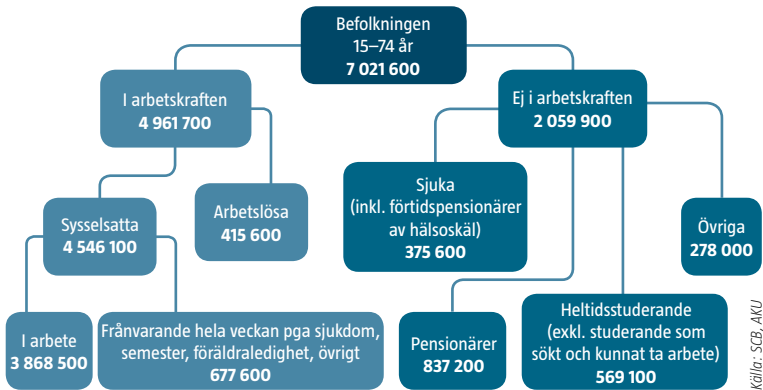 Befolkningen
15–74 år
7 021 600
I arbetskraften
4 961 700
Ej i arbetskraften
2 059 900
Sysselsatta
4 546 100
Arbetslösa
415 600
Sjuka
(inkl. förtidspensionärer
av hälsoskäl)
375 600
Övriga
278 000
I arbete
3 868 500
Frånvarande hela veckan pga sjukdom,
semester, föräldraledighet, övrigt
677 600
Pensionärer
837 200
Heltidsstuderande
(exkl. studerande som
sökt och kunnat ta arbete)
569 100
Källa: SCB, AKU